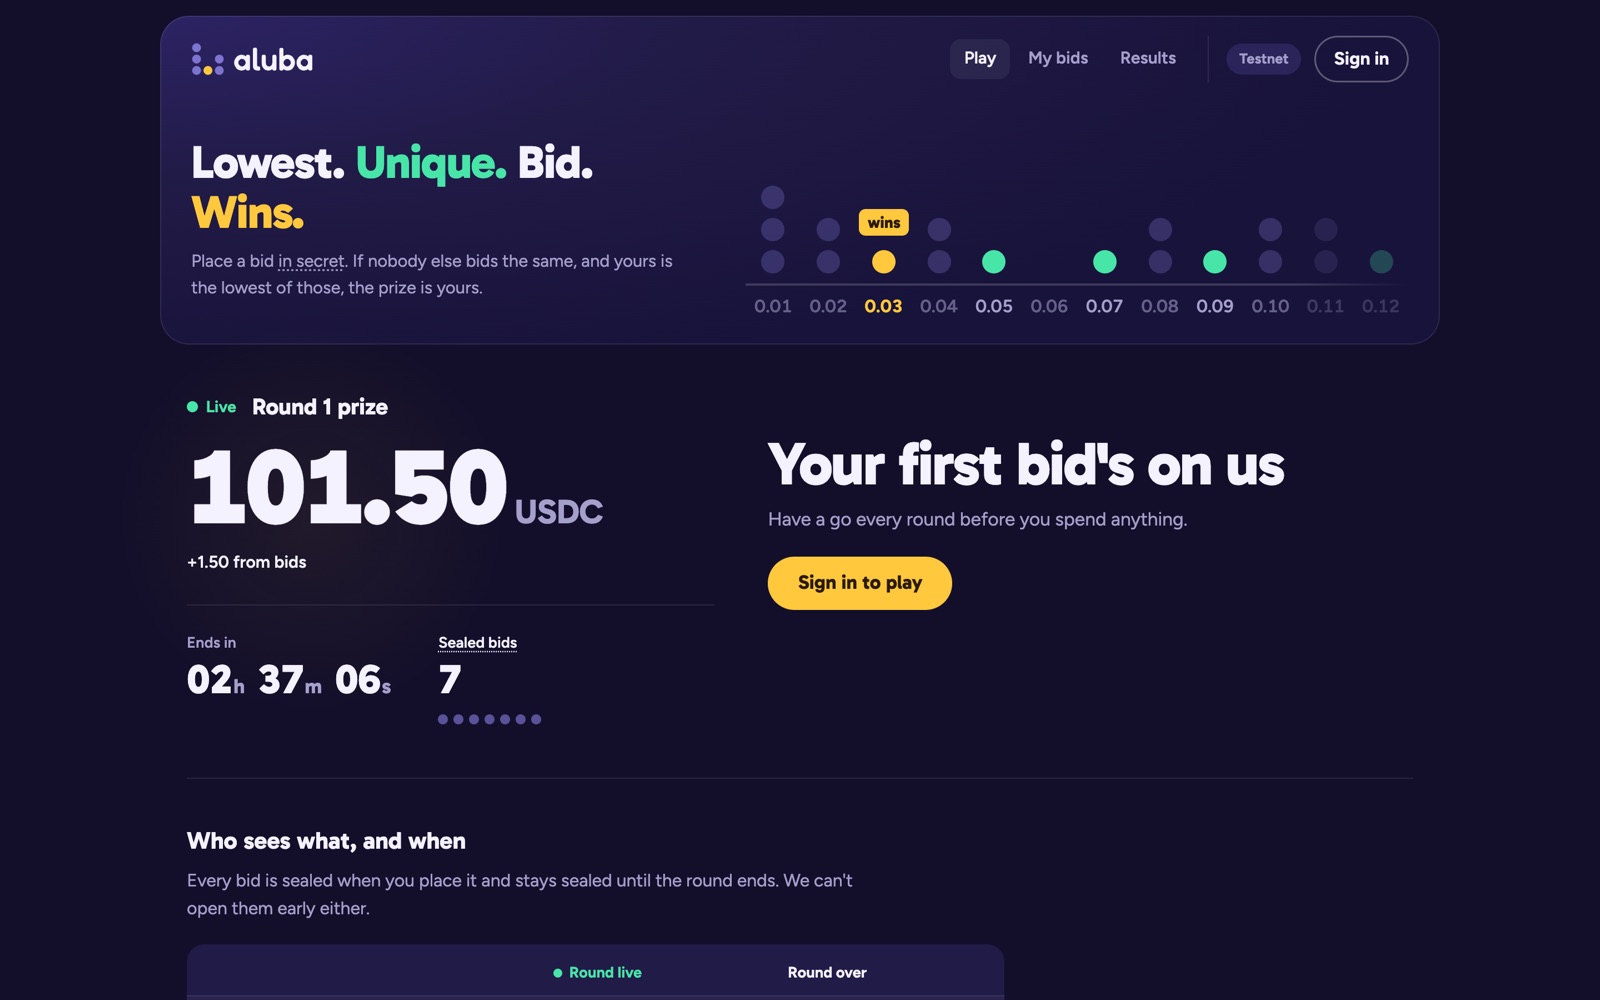 aluba
Play
My bids
Results
Testnet
Sign in
Lowest. Unique. Bid.
Wins.
Place a bid in secret. If nobody else bids the same, and yours is
the lowest of those, the prize is yours.
wins
0.01 0.02 0.03 0.04 0.05 0.06 0.07 0.08 0.09 0.10 0.11 0.12
Live Round 1 prize
101.50 USDC
+1.50 from bids
Ends in
02h 37m 06s
Sealed bids
7
Your first bid's on us
Have a go every round before you spend anything.
Sign in to play
Who sees what, and when
Every bid is sealed when you place it and stays sealed until the round ends. We can't
open them early either.
Round live
Round over